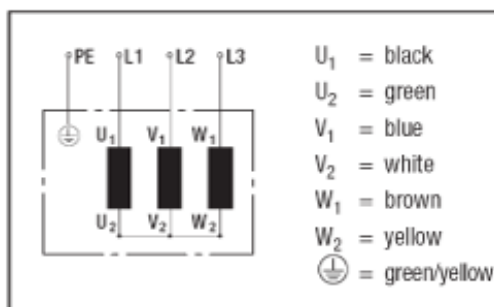 PE L1 L2 L3
U₁ V₁ W₁
U₂ V₂ W₂
U₁ = black
U₂ = green
V₁ = blue
V₂ = white
W₁ = brown
W₂ = yellow
⏚ = green/yellow